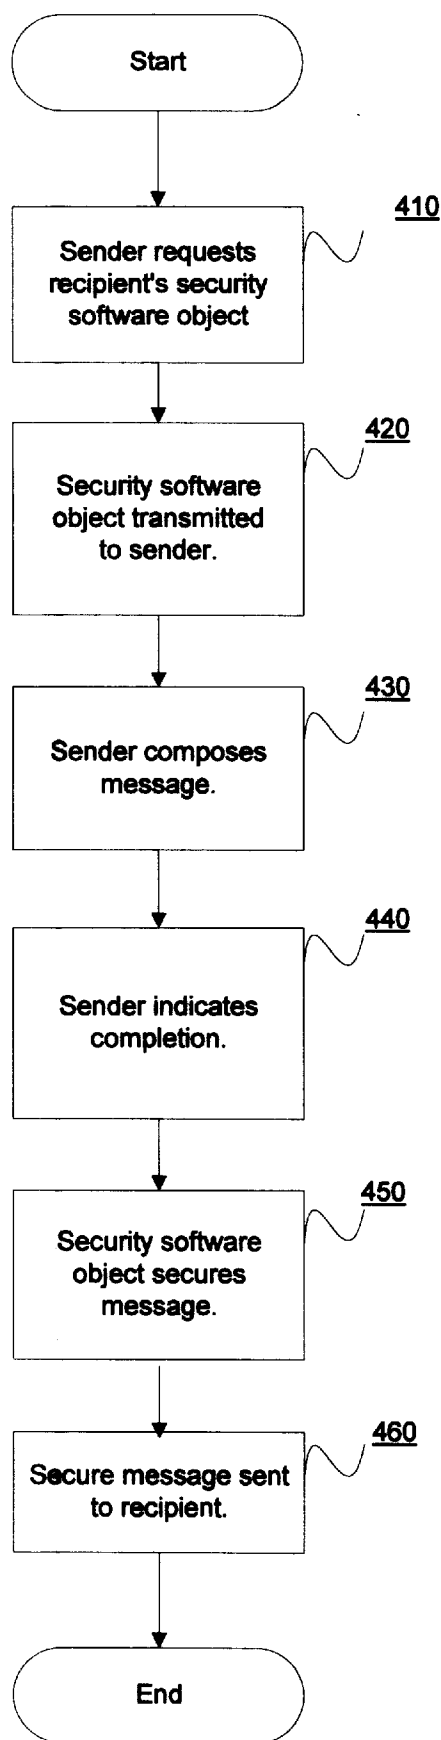 Start
410
Sender requests
recipient's security
software object
420
Security software
object transmitted
to sender.
430
Sender composes
message.
440
Sender indicates
completion.
450
Security software
object secures
message.
460
Secure message sent
to recipient.
End